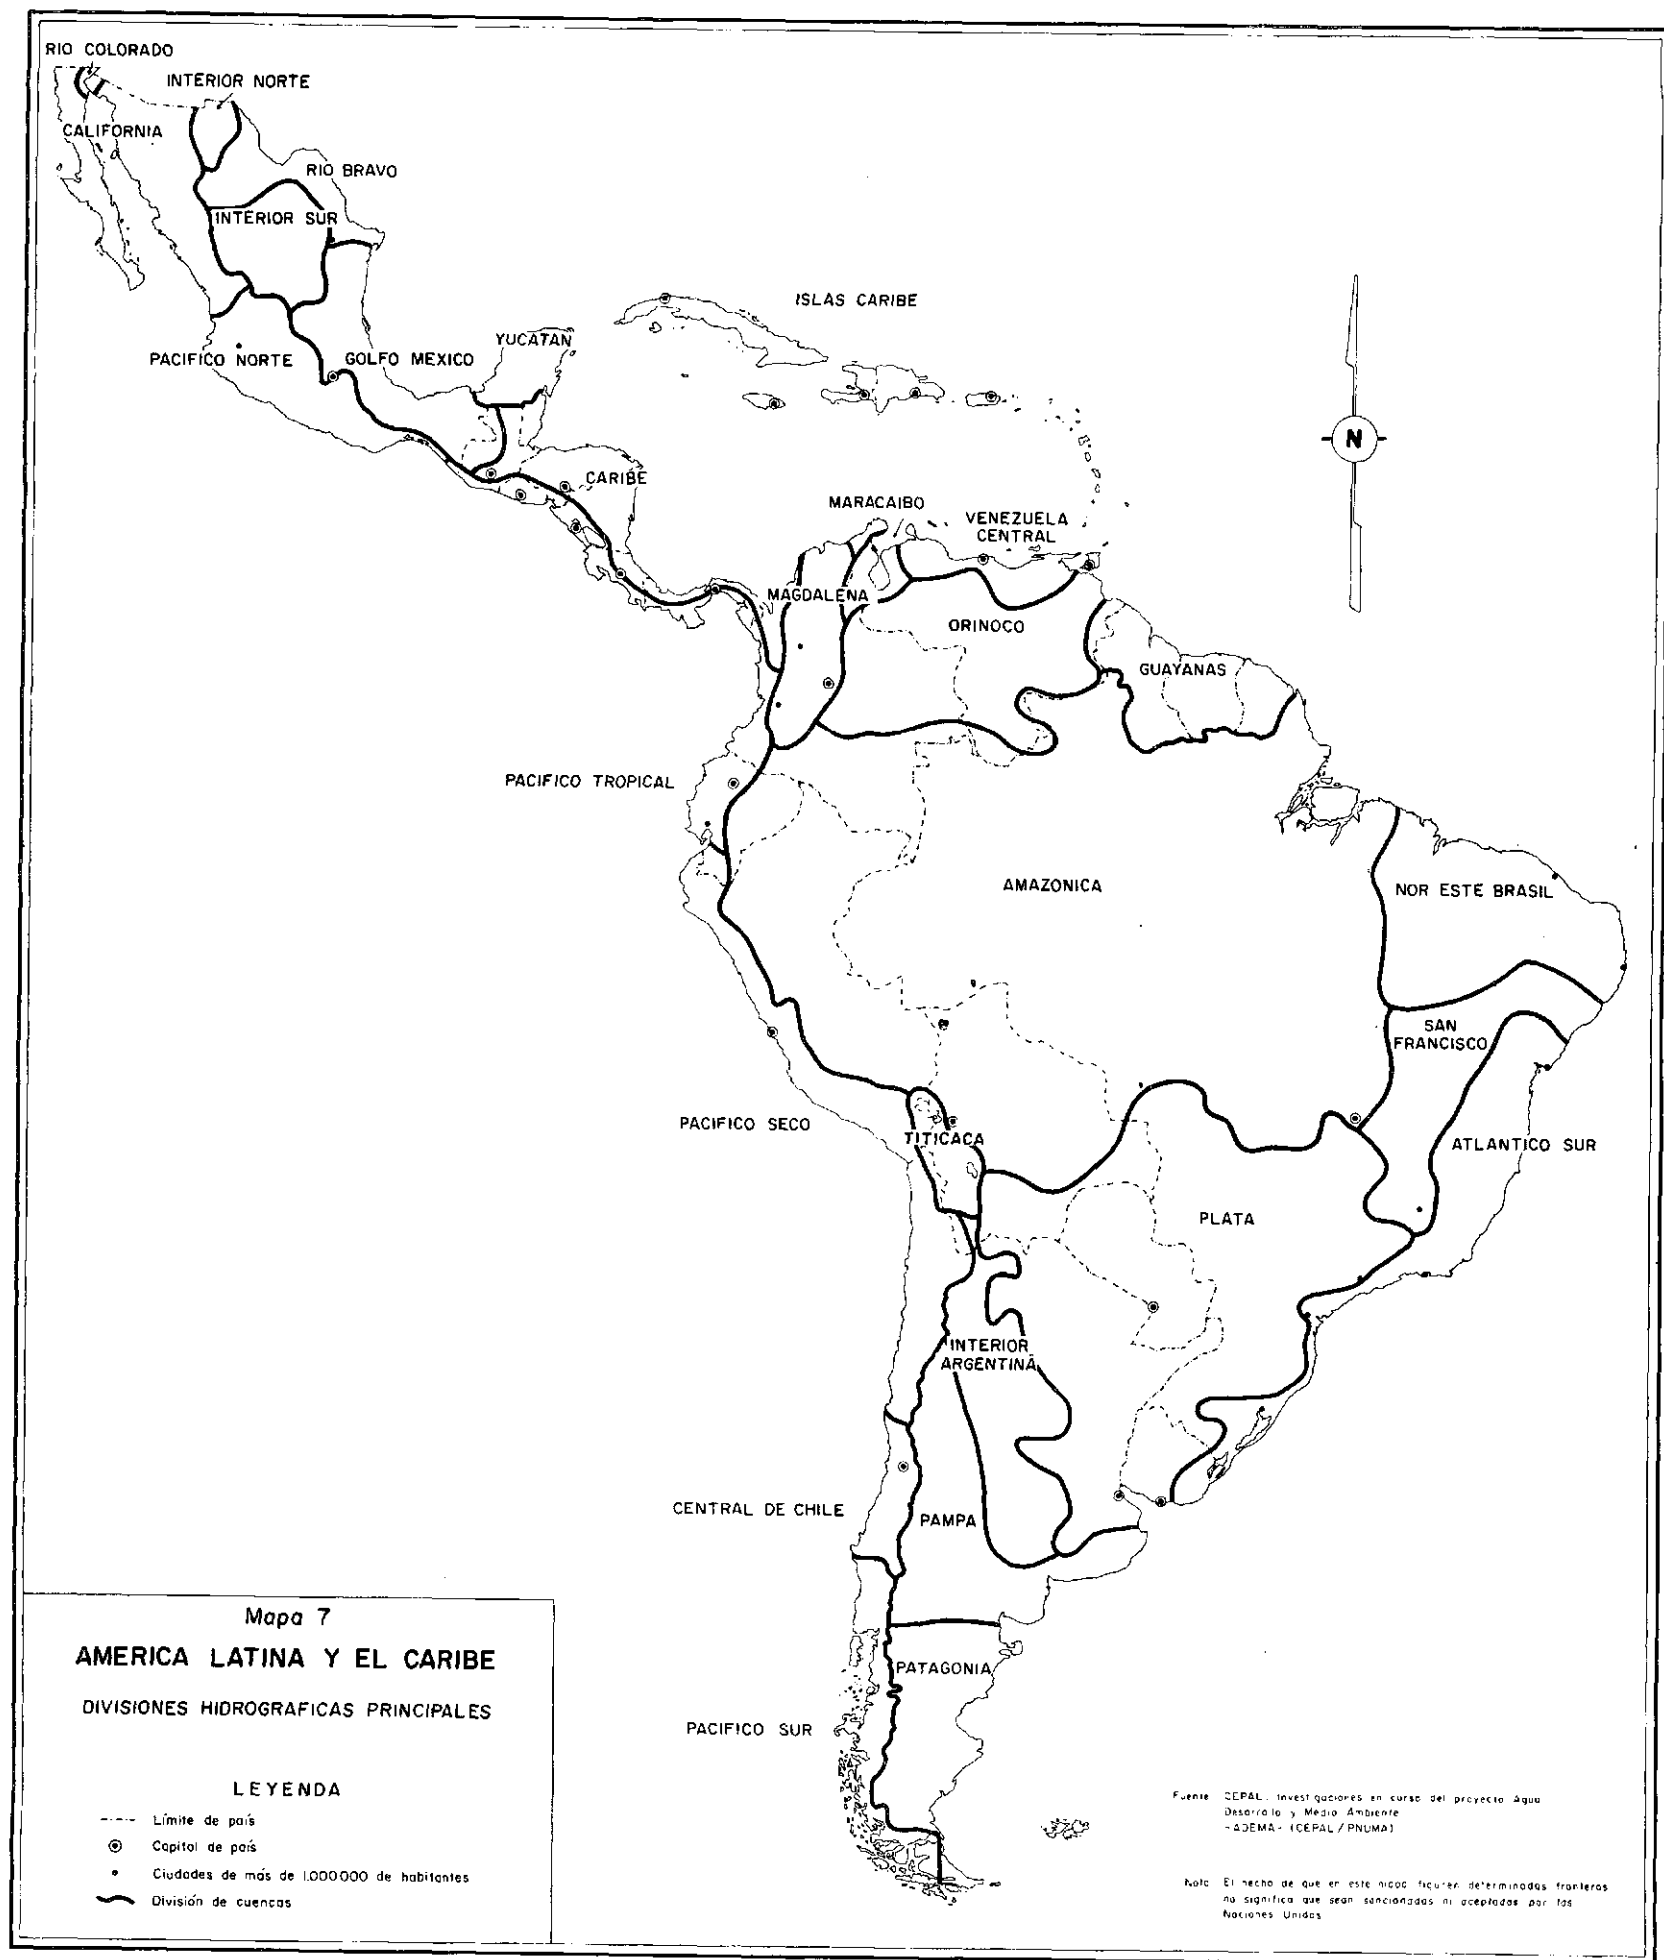 RIO COLORADO
INTERIOR NORTE
CALIFORNIA
RIO BRAVO
INTERIOR SUR
ISLAS CARIBE
YUCATAN
PACIFICO NORTE
GOLFO MEXICO
N
CARIBE
MARACAIBO
VENEZUELA
CENTRAL
MAGDALENA
ORINOCO
GUAYANAS
PACIFICO TROPICAL
AMAZONICA
NOR ESTE BRASIL
SAN
FRANCISCO
PACIFICO SECO
TITICACA
ATLANTICO SUR
PLATA
INTERIOR
ARGENTINA
CENTRAL DE CHILE
PAMPA
PATAGONIA
PACIFICO SUR
Mapa 7
AMERICA LATINA Y EL CARIBE
DIVISIONES HIDROGRAFICAS PRINCIPALES
LEYENDA
Límite de país
Capital de país
Ciudades de más de 1.000000 de habitantes
División de cuencas
Fuente CEPAL. Investigaciones en curso del proyecto Agua
Desarrollo y Medio Ambiente
-ADEMA- (CEPAL / PNUMA)
Nota El hecho de que en este figuren determinadas fronteras
no significa que sean sancionadas ni aceptadas por las
Naciones Unidas